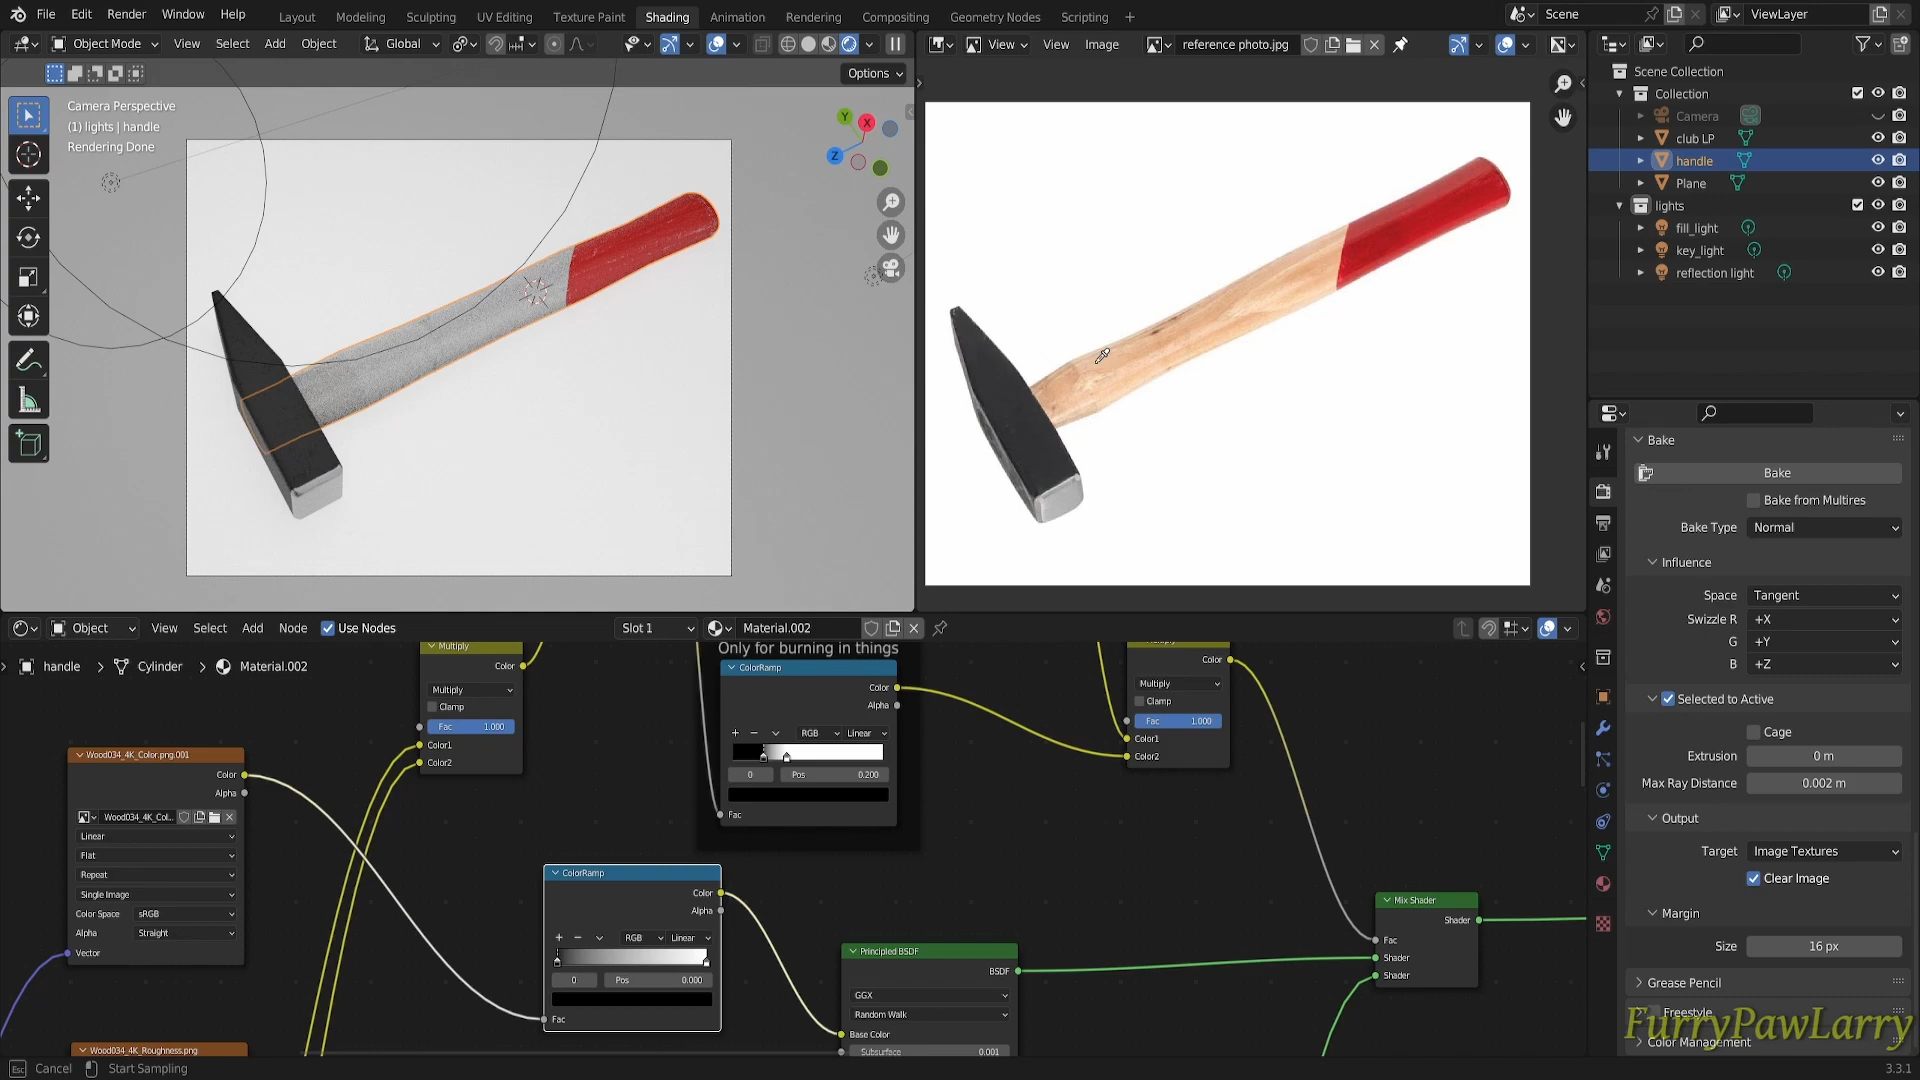 File Edit Render Window Help Layout Modeling Sculpting UV Editing Texture Paint Shading Animation Rendering Compositing Geometry Nodes Scripting + Scene ViewLayer
Object Mode View Select Add Object Global
View View Image reference photo.jpg
Options
Camera Perspective
(1) lights | handle
Rendering Done
Y X Z
Scene Collection
Collection
Camera
club LP
handle
Plane
lights
fill_light
key_light
reflection light
Bake
Bake
Bake from Multires
Bake Type Normal
Influence
Space Tangent
Swizzle R +X
G +Y
B +Z
Selected to Active
Cage
Extrusion 0 m
Max Ray Distance 0.002 m
Output
Target Image Textures
Clear Image
Margin
Size 16 px
Grease Pencil
Freestyle
Color Management
FurryPawLarry
Object View Select Add Node Use Nodes Slot 1 Material.002
handle > Cylinder > Material.002
Multiply
Color
Multiply
Clamp
Fac 1.000
Color1
Color2
Only for burning in things
ColorRamp
Color
Alpha
+ − RGB Linear
0 Pos 0.200
Fac
Color
Multiply
Clamp
Fac 1.000
Color1
Color2
Wood034_4K_Color.png.001
Color
Alpha
Wood034_4K_Col...
Linear
Flat
Repeat
Single Image
Color Space sRGB
Alpha Straight
Vector
Wood034_4K_Roughness.png
ColorRamp
Color
Alpha
+ − RGB Linear
0 Pos 0.000
Fac
Principled BSDF
BSDF
GGX
Random Walk
Base Color
Subsurface 0.001
Mix Shader
Shader
Fac
Shader
Shader
Esc Cancel Start Sampling
3.3.1